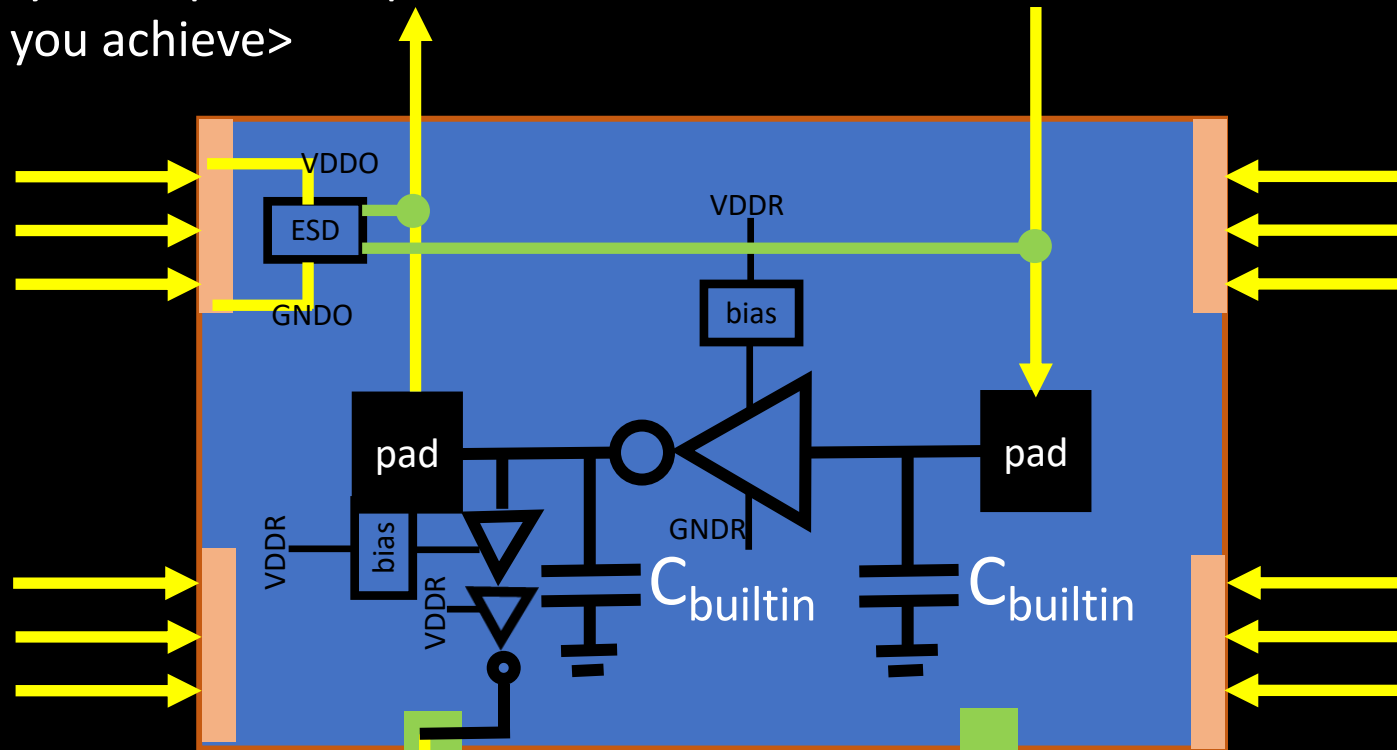 you achieve>
VDDO
ESD
GNDO
VDDR
bias
pad
pad
GNDR
VDDR
bias
VDDR
Cbuiltin
Cbuiltin